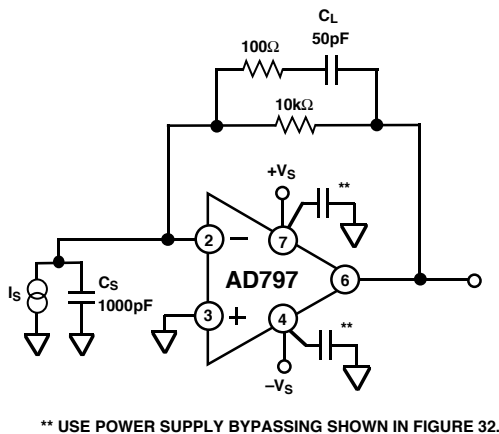 C_L
50pF
100Ω
10kΩ
+V_S
**
2
−
7
AD797
6
I_S
C_S
1000pF
3
+
4
**
−V_S
** USE POWER SUPPLY BYPASSING SHOWN IN FIGURE 32.